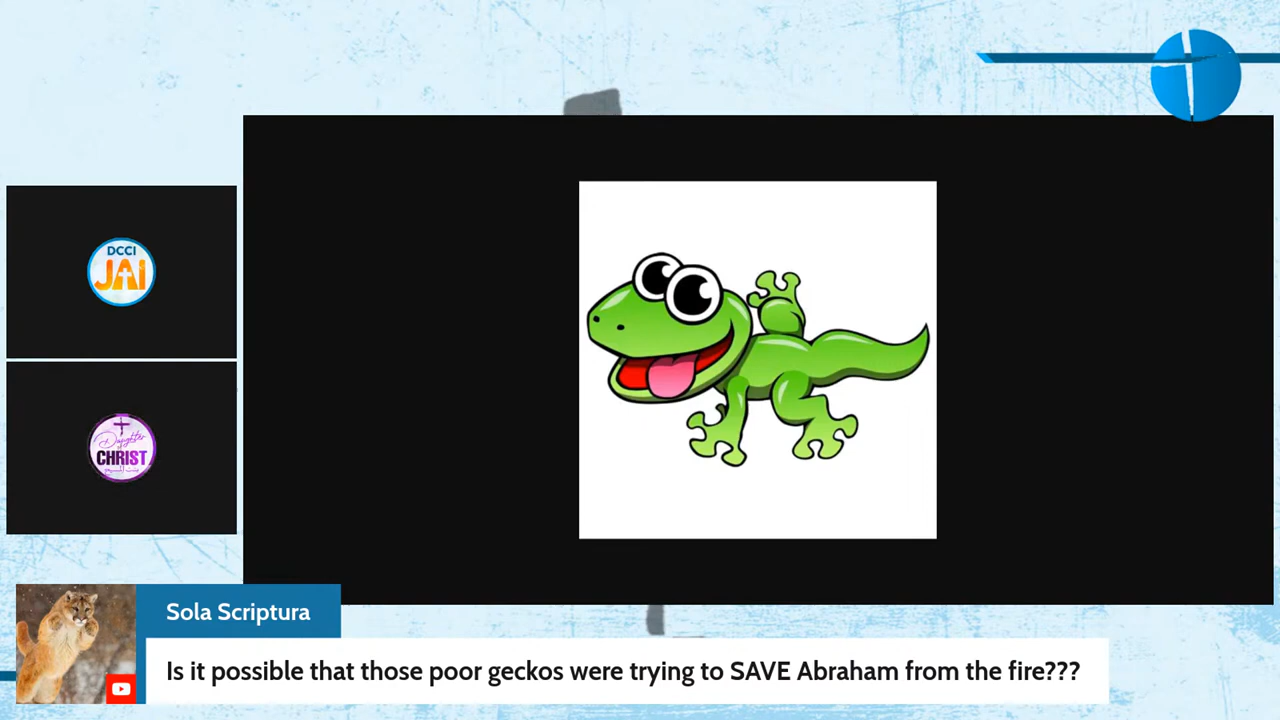 DCCI
JAI
Daughter
CHRIST
Sola Scriptura
Is it possible that those poor geckos were trying to SAVE Abraham from the fire???